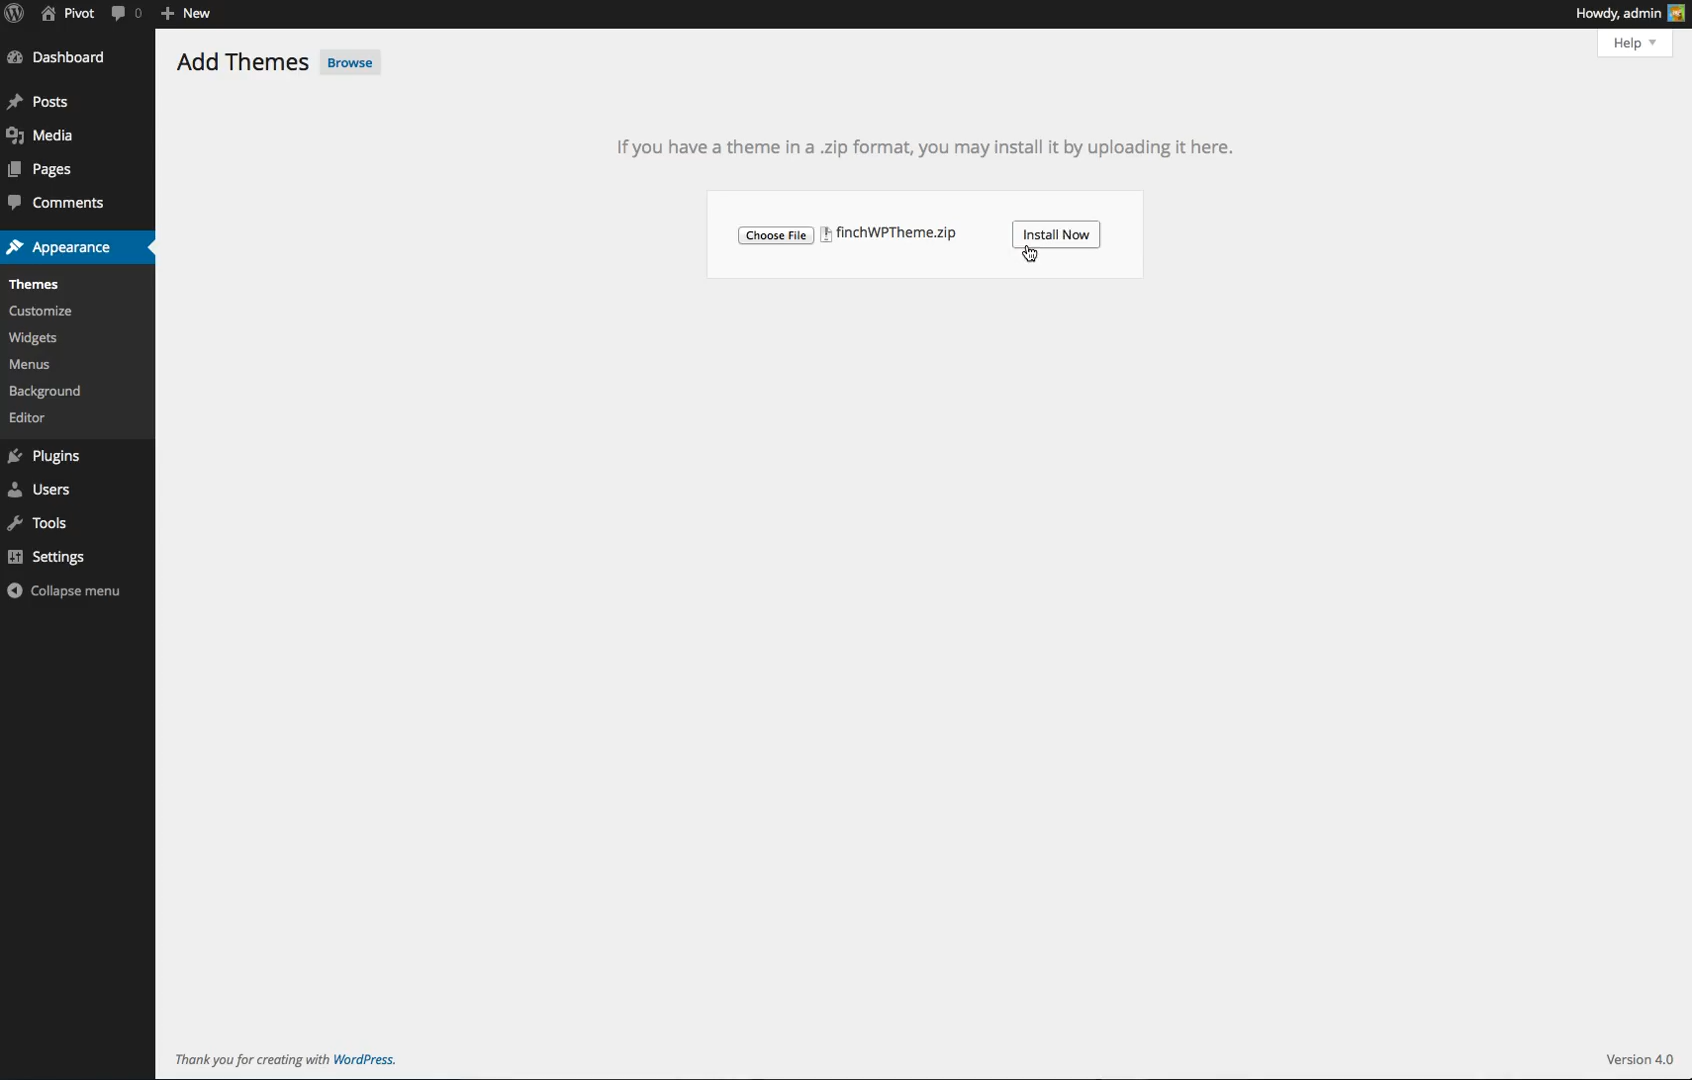 Pivot 0 New Howdy, admin
Help
Dashboard
Posts
Media
Pages
Comments
Appearance
Themes
Customize
Widgets
Menus
Background
Editor
Plugins
Users
Tools
Settings
Collapse menu
Add Themes Browse
If you have a theme in a .zip format, you may install it by uploading it here.
Choose File finchWPTheme.zip Install Now
Thank you for creating with WordPress.
Version 4.0